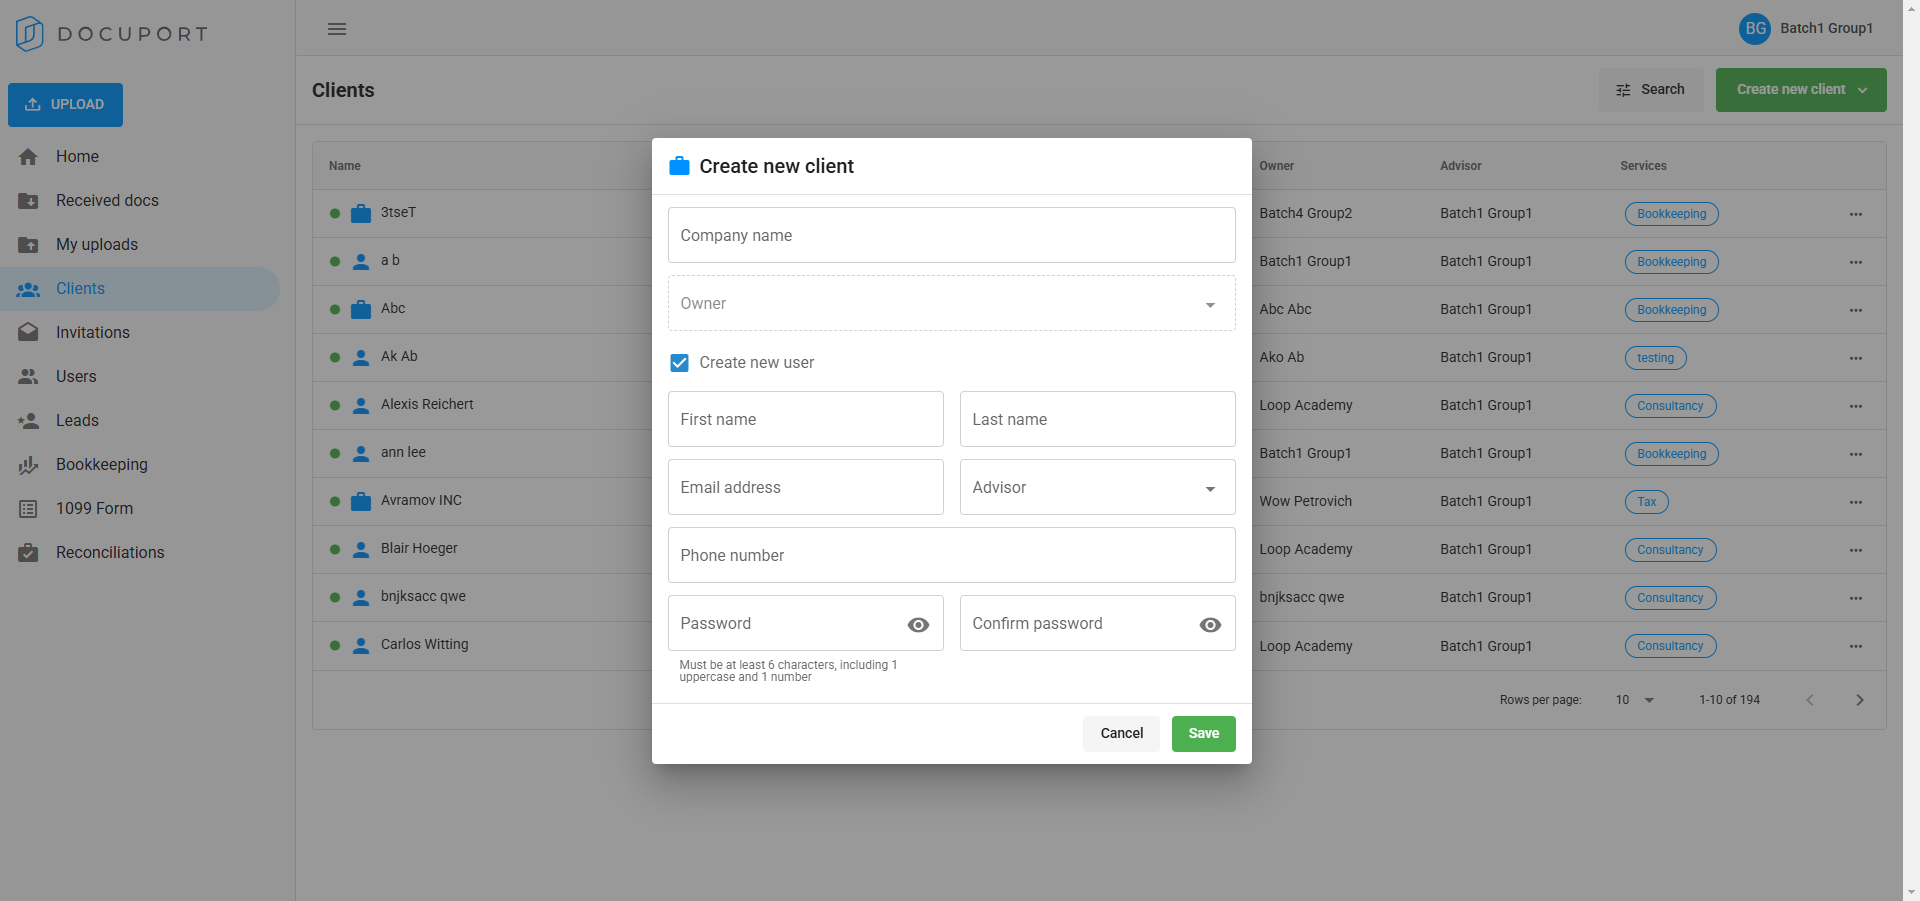 DOCUPORT
BG Batch1 Group1
UPLOAD
Home
Received docs
My uploads
Clients
Invitations
Users
Leads
Bookkeeping
1099 Form
Reconciliations
Clients
Search
Create new client
Name Owner Advisor Services
3tseT Batch4 Group2 Batch1 Group1 Bookkeeping
a b Batch1 Group1 Batch1 Group1 Bookkeeping
Abc Abc Abc Batch1 Group1 Bookkeeping
Ak Ab Ako Ab Batch1 Group1 testing
Alexis Reichert Loop Academy Batch1 Group1 Consultancy
ann lee Batch1 Group1 Batch1 Group1 Bookkeeping
Avramov INC Wow Petrovich Batch1 Group1 Tax
Blair Hoeger Loop Academy Batch1 Group1 Consultancy
bnjksacc qwe bnjksacc qwe Batch1 Group1 Consultancy
Carlos Witting Loop Academy Batch1 Group1 Consultancy
Rows per page: 10 1-10 of 194
Create new client
Company name
Owner
Create new user
First name Last name
Email address Advisor
Phone number
Password Confirm password
Must be at least 6 characters, including 1
uppercase and 1 number
Cancel Save